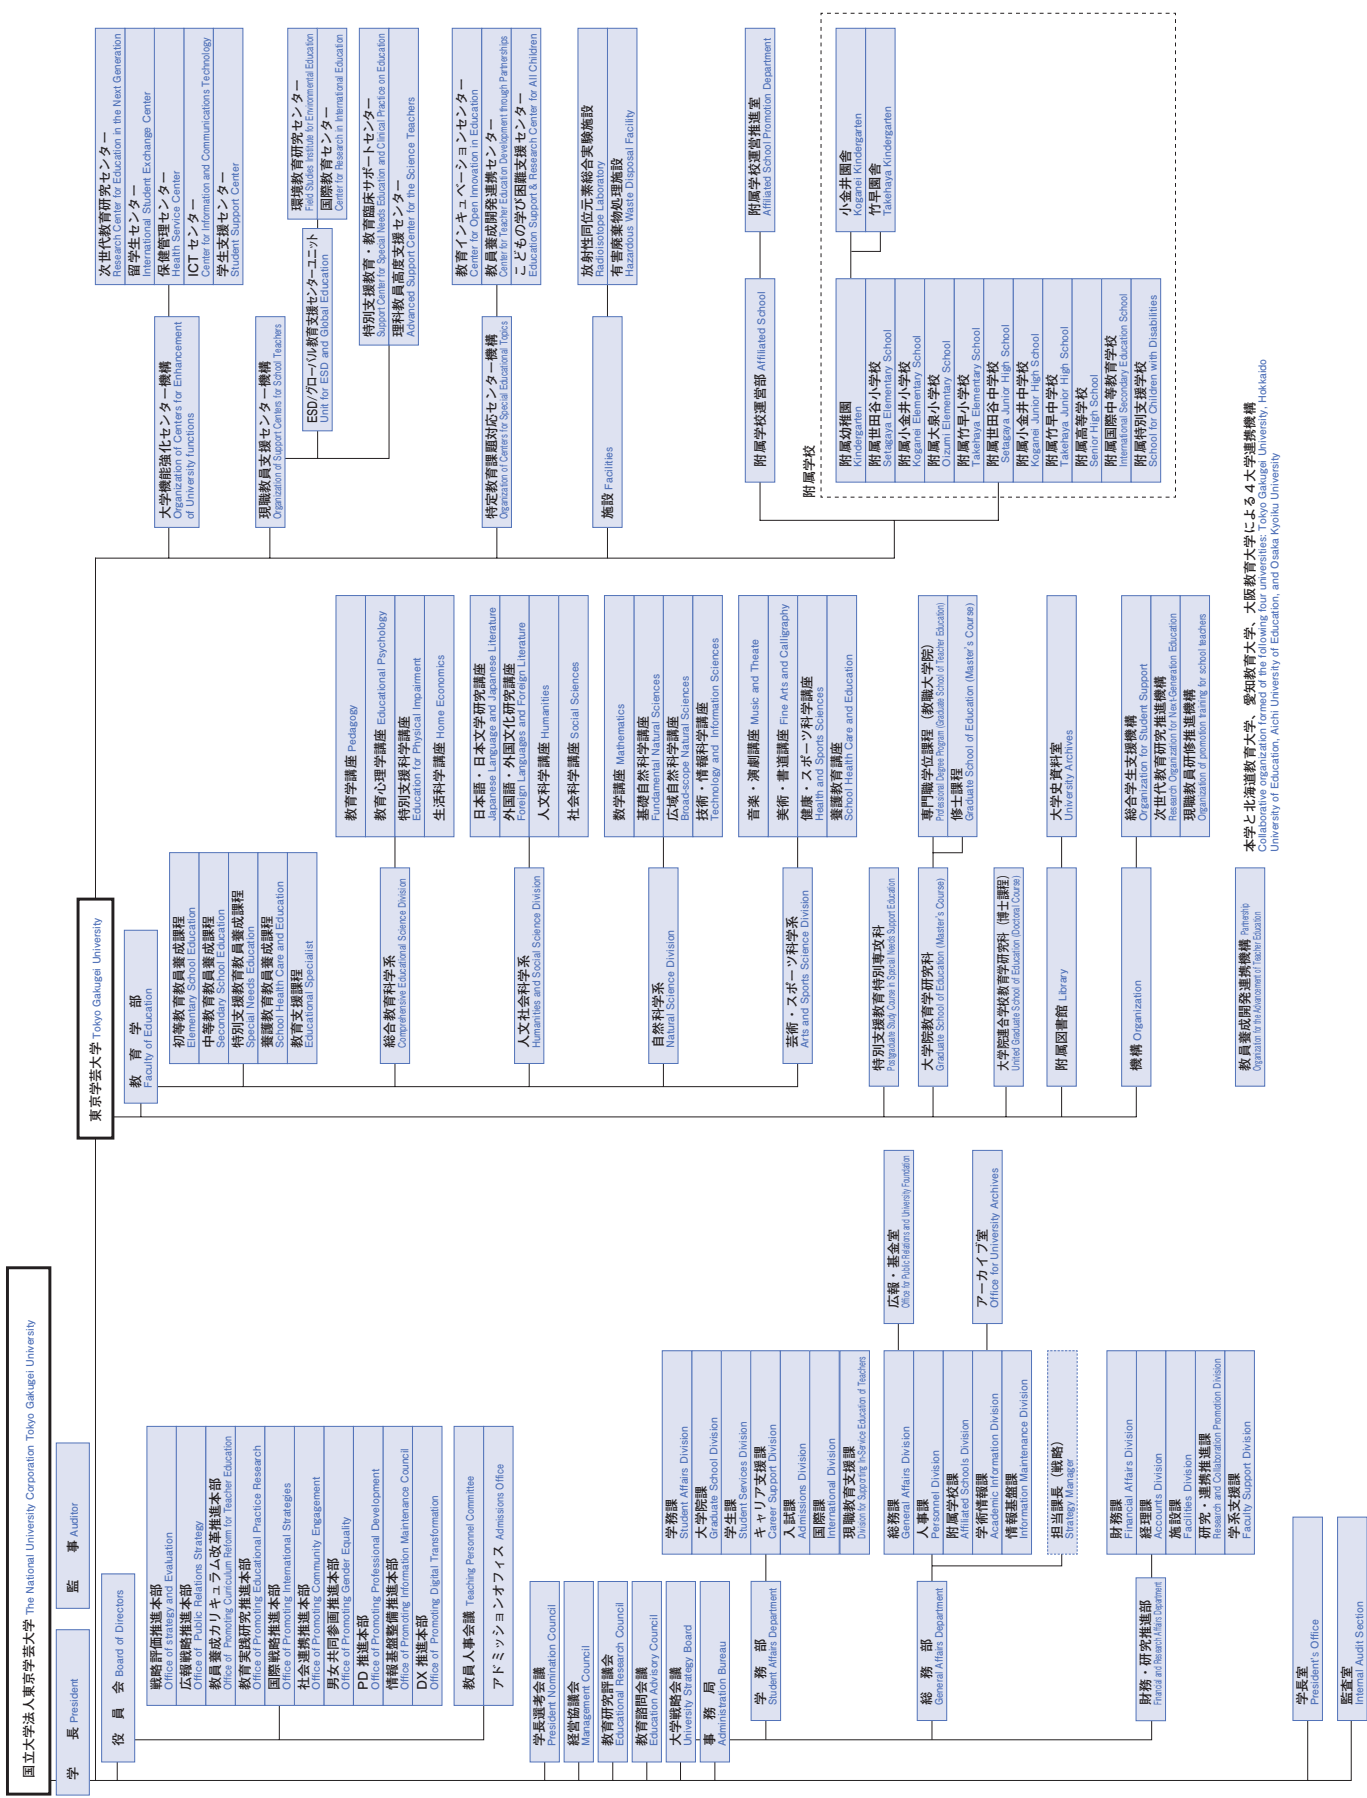 国立大学法人東京学芸大学 The National University Corporation Tokyo Gakugei University
学　長 President
監　事 Auditor
役　員　会 Board of Directors
戦略評価推進本部
Office of strategy and Evaluation
広報戦略推進本部
Office of Public Relations Strategy
教員養成カリキュラム改革推進本部
Office of Promoting Curriculum Reform for Teacher Education
教育実践研究推進本部
Office of Promoting Educational Practice Research
国際戦略推進本部
Office of Promoting International Strategies
社会連携推進本部
Office of Promoting Community Engagement
男女共同参画推進本部
Office of Promoting Gender Equality
PD 推進本部
Office of Promoting Professional Development
情報基盤整備推進本部
Office of Promoting Information Maintenance Council
DX 推進本部
Office of Promoting Digital Transformation
教員人事会議 Teaching Personnel Committee
アドミッションオフィス Admissions Office
学長選考会議
President Nomination Council
経営協議会
Management Council
教育研究評議会
Educational Research Council
教育諮問会議
Education Advisory Council
大学戦略会議
University Strategy Board
事　務　局
Administration Bureau
学　務　部
Student Affairs Department
学務課
Student Affairs Division
大学院課
Graduate School Division
学生課
Student Services Division
キャリア支援課
Career Support Division
入試課
Admissions Division
国際課
International Division
現職教育支援課
Division for Supporting In-Service Education of Teachers
総　務　部
General Affairs Department
総務課
General Affairs Division
人事課
Personnel Division
附属学校課
Affiliated Schools Division
学術情報課
Academic Information Division
情報基盤課
Information Maintenance Division
担当課長（戦略）
Strategy Manager
広報・基金室
Office for Public Relations and University Foundation
アーカイブ室
Office for University Archives
財務・研究推進部
Financial and Research Affairs Department
財務課
Financial Affairs Division
経理課
Accounts Division
施設課
Facilities Division
研究・連携推進課
Research and Collaboration Promotion Division
学系支援課
Faculty Support Division
学長室
President's Office
監査室
Internal Audit Section
東京学芸大学 Tokyo Gakugei University
教　育　学　部
Faculty of Education
初等教育教員養成課程
Elementary School Education
中等教育教員養成課程
Secondary School Education
特別支援教育教員養成課程
Special Needs Education
養護教育教員養成課程
School Health Care and Education
教育支援課程
Educational Specialist
総合教育科学系
Comprehensive Educational Science Division
教育学講座 Pedagogy
教育心理学講座 Educational Psychology
特別支援科学講座
Education for Physical Impairment
生活科学講座 Home Economics
人文社会科学系
Humanities and Social Science Division
日本語・日本文学研究講座
Japanese Language and Japanese Literature
外国語・外国文化研究講座
Foreign Languages and Foreign Literature
人文科学講座 Humanities
社会科学講座 Social Sciences
自然科学系
Natural Science Division
数学講座 Mathematics
基礎自然科学講座
Fundamental Natural Sciences
広域自然科学講座
Broad-scope Natural Sciences
技術・情報科学講座
Technology and Information Sciences
芸術・スポーツ科学系
Arts and Sports Science Division
音楽・演劇講座 Music and Theate
美術・書道講座 Fine Arts and Calligraphy
健康・スポーツ科学講座
Health and Sports Sciences
養護教育講座
School Health Care and Education
特別支援教育特別専攻科
Postgraduate Study Course in Special Needs Support Education
大学院教育学研究科
Graduate School of Education (Master's Course)
専門職学位課程（教職大学院）
Professional Degree Program (Graduate School of Teacher Education)
修士課程
Graduate School of Education (Master's Course)
大学院連合学校教育学研究科（博士課程）
United Graduate School of Education (Doctoral Course)
附属図書館 Library
大学史資料室
University Archives
機構 Organization
総合学生支援機構
Organization for Student Support
次世代教育研究推進機構
Research Organization for Next-Generation Education
現職教員研修推進機構
Organization of promotion training for school teachers
教員養成開発連携機構 Partnership
Organization for the Advancement of Teacher Education
本学と北海道教育大学、愛知教育大学、大阪教育大学による４大学連携機構
Collaborative organization formed of the following four universities: Tokyo Gakugei University, Hokkaido
University of Education, Aichi University of Education, and Osaka Kyoiku University
大学機能強化センター機構
Organization of Centers for Enhancement
of University functions
次世代教育研究センター
Research Center for Education in the Next Generation
留学生センター
International Student Exchange Center
保健管理センター
Health Service Center
ICT センター
Center for Information and Communications Technology
学生支援センター
Student Support Center
現職教員支援センター機構
Organization of Support Centers for School Teachers
ESD/グローバル教育支援センターユニット
Unit for ESD and Global Education
環境教育研究センター
Field Studies Institute for Environmental Education
国際教育センター
Center for Research in International Education
特別支援教育・教育臨床サポートセンター
Support Center for Special Needs Education and Clinical Practice on Education
理科教員高度支援センター
Advanced Support Center for the Science Teachers
特定教育課題対応センター機構
Organization of Centers for Special Educational Topics
教育インキュベーションセンター
Center for Open Innovation in Education
教員養成開発連携センター
Center for Teacher Education Development through Partnerships
こどもの学び困難支援センター
Education Support & Research Center for All Children
施設 Facilities
放射性同位元素総合実験施設
Radioisotope Laboratory
有害廃棄物処理施設
Hazardous Waste Disposal Facility
附属学校運営部 Affiliated School
附属学校運営推進室
Affiliated School Promotion Department
附属学校
附属幼稚園
Kindergarten
附属世田谷小学校
Setagaya Elementary School
附属小金井小学校
Koganei Elementary School
附属大泉小学校
Oizumi Elementary School
附属竹早小学校
Takehaya Elementary School
附属世田谷中学校
Setagaya Junior High School
附属小金井中学校
Koganei Junior High School
附属竹早中学校
Takehaya Junior High School
附属高等学校
Senior High School
附属国際中等教育学校
International Secondary Education School
附属特別支援学校
School for Children with Disabilities
小金井園舎
Koganei Kindergarten
竹早園舎
Takehaya Kindergarten